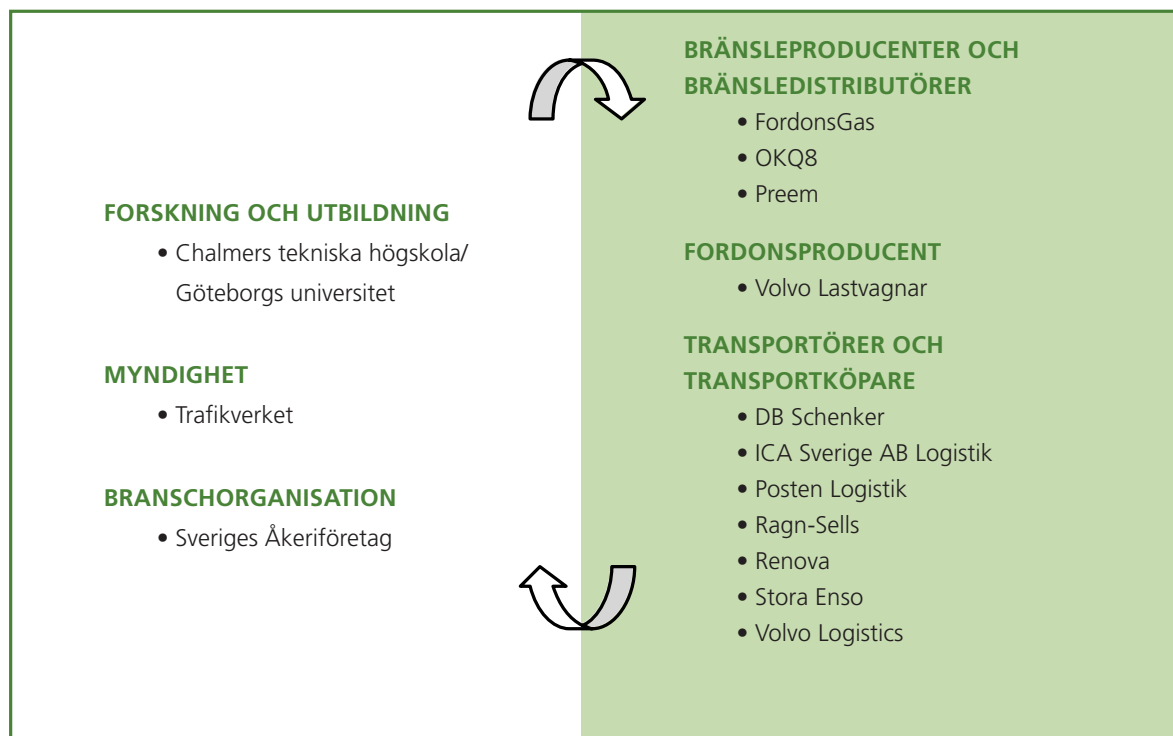 FORSKNING OCH UTBILDNING
• Chalmers tekniska högskola/
Göteborgs universitet
MYNDIGHET
• Trafikverket
BRANSCHORGANISATION
• Sveriges Åkeriföretag
BRÄNSLEPRODUCENTER OCH
BRÄNSLEDISTRIBUTÖRER
• FordonsGas
• OKQ8
• Preem
FORDONSPRODUCENT
• Volvo Lastvagnar
TRANSPORTÖRER OCH
TRANSPORTKÖPARE
• DB Schenker
• ICA Sverige AB Logistik
• Posten Logistik
• Ragn-Sells
• Renova
• Stora Enso
• Volvo Logistics